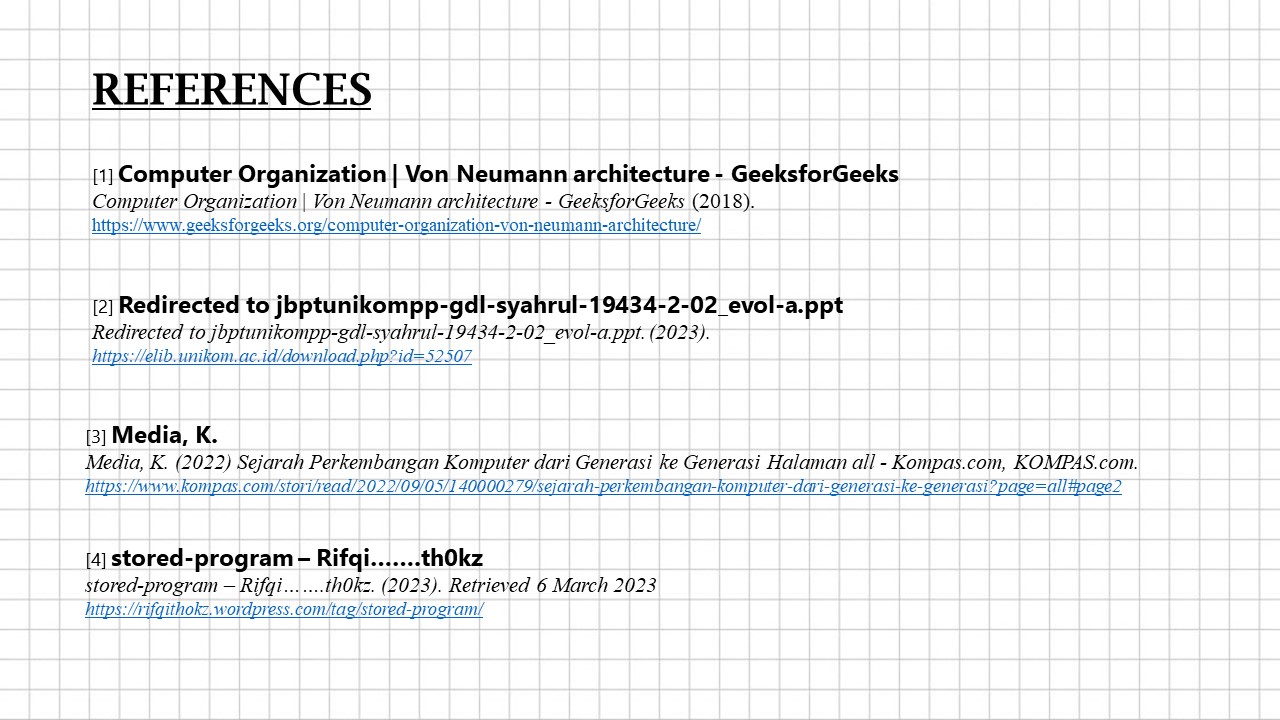 REFERENCES
[1] Computer Organization | Von Neumann architecture - GeeksforGeeks
Computer Organization | Von Neumann architecture - GeeksforGeeks (2018).
https://www.geeksforgeeks.org/computer-organization-von-neumann-architecture/
[2] Redirected to jbptunikompp-gdl-syahrul-19434-2-02_evol-a.ppt
Redirected to jbptunikompp-gdl-syahrul-19434-2-02_evol-a.ppt. (2023).
https://elib.unikom.ac.id/download.php?id=52507
[3] Media, K.
Media, K. (2022) Sejarah Perkembangan Komputer dari Generasi ke Generasi Halaman all - Kompas.com, KOMPAS.com.
https://www.kompas.com/stori/read/2022/09/05/140000279/sejarah-perkembangan-komputer-dari-generasi-ke-generasi?page=all#page2
[4] stored-program – Rifqi…….th0kz
stored-program – Rifqi…….th0kz. (2023). Retrieved 6 March 2023
https://rifqithokz.wordpress.com/tag/stored-program/